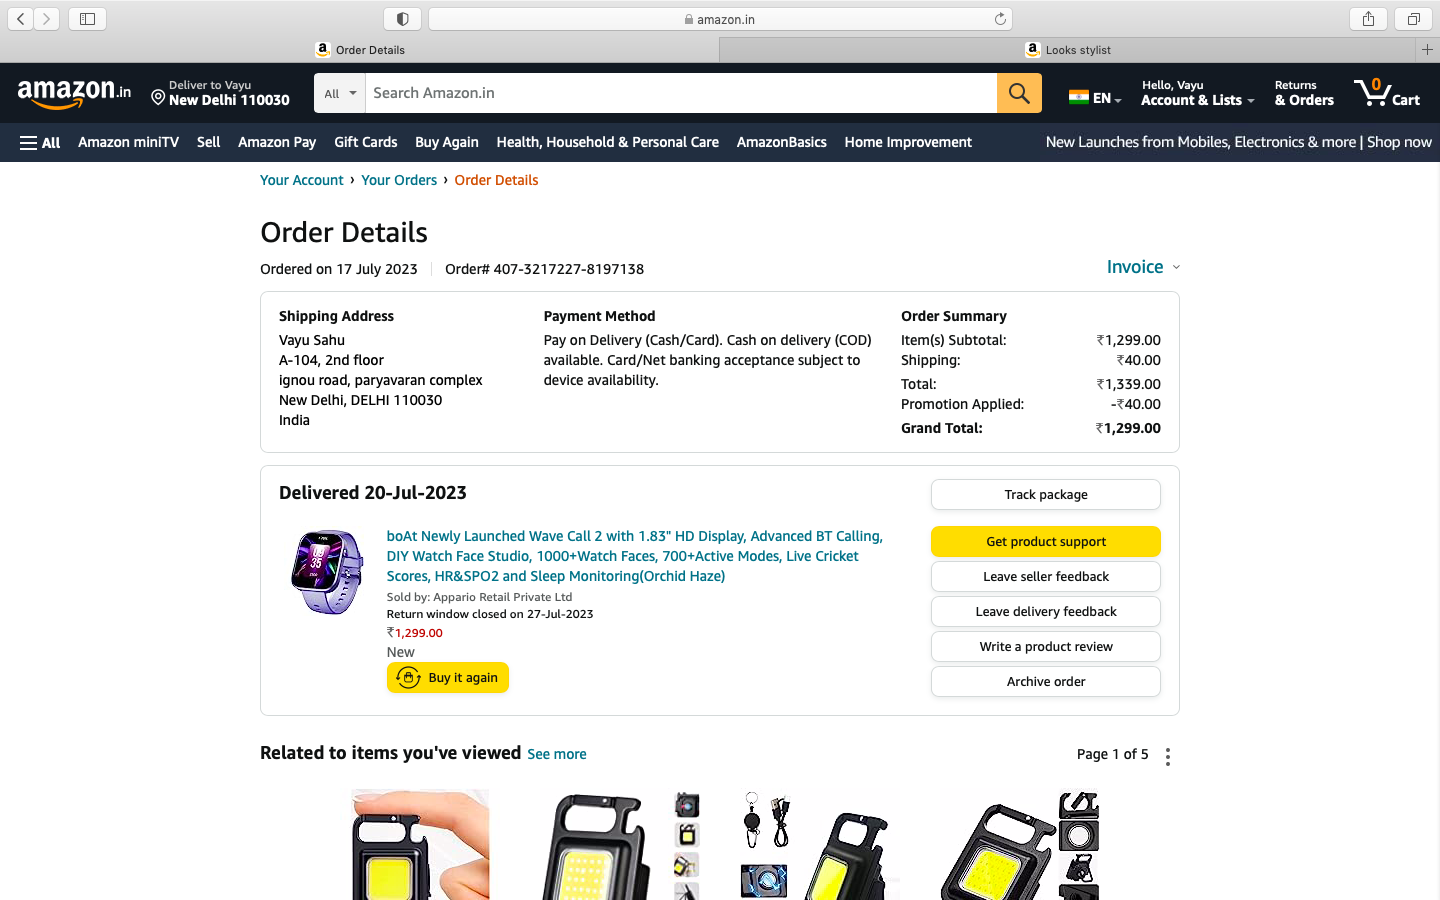 amazon.in
Order Details
Looks stylist
amazon.in
Deliver to Vayu
New Delhi 110030
All
Search Amazon.in
EN
Hello, Vayu
Account & Lists
Returns
& Orders
0
Cart
All
Amazon miniTV
Sell
Amazon Pay
Gift Cards
Buy Again
Health, Household & Personal Care
AmazonBasics
Home Improvement
New Launches from Mobiles, Electronics & more | Shop now
Your Account › Your Orders › Order Details
Order Details
Ordered on 17 July 2023
Order# 407-3217227-8197138
Invoice
Shipping Address
Vayu Sahu
A-104, 2nd floor
ignou road, paryavaran complex
New Delhi, DELHI 110030
India
Payment Method
Pay on Delivery (Cash/Card). Cash on delivery (COD)
available. Card/Net banking acceptance subject to
device availability.
Order Summary
Item(s) Subtotal: ₹1,299.00
Shipping: ₹40.00
Total: ₹1,339.00
Promotion Applied: -₹40.00
Grand Total: ₹1,299.00
Delivered 20-Jul-2023
boAt Newly Launched Wave Call 2 with 1.83" HD Display, Advanced BT Calling,
DIY Watch Face Studio, 1000+Watch Faces, 700+Active Modes, Live Cricket
Scores, HR&SPO2 and Sleep Monitoring(Orchid Haze)
Sold by: Appario Retail Private Ltd
Return window closed on 27-Jul-2023
₹1,299.00
New
Buy it again
Track package
Get product support
Leave seller feedback
Leave delivery feedback
Write a product review
Archive order
Related to items you've viewed See more
Page 1 of 5